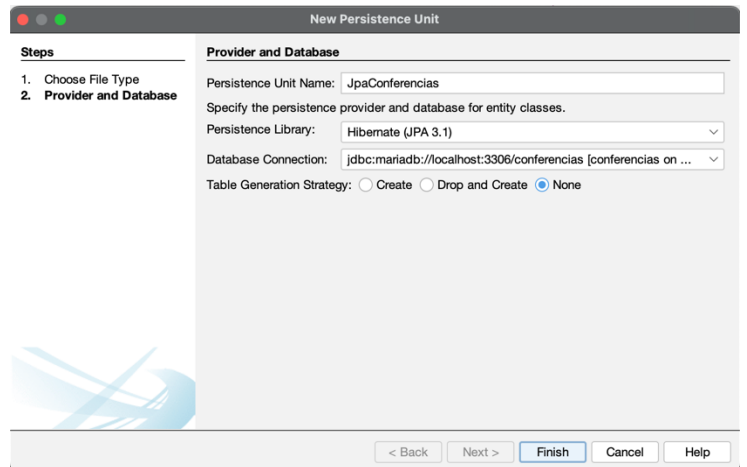 New Persistence Unit
Steps
1. Choose File Type
2. Provider and Database
Provider and Database
Persistence Unit Name: JpaConferencias
Specify the persistence provider and database for entity classes.
Persistence Library: Hibernate (JPA 3.1)
Database Connection: jdbc:mariadb://localhost:3306/conferencias [conferencias on ...
Table Generation Strategy: Create Drop and Create None
< Back Next > Finish Cancel Help